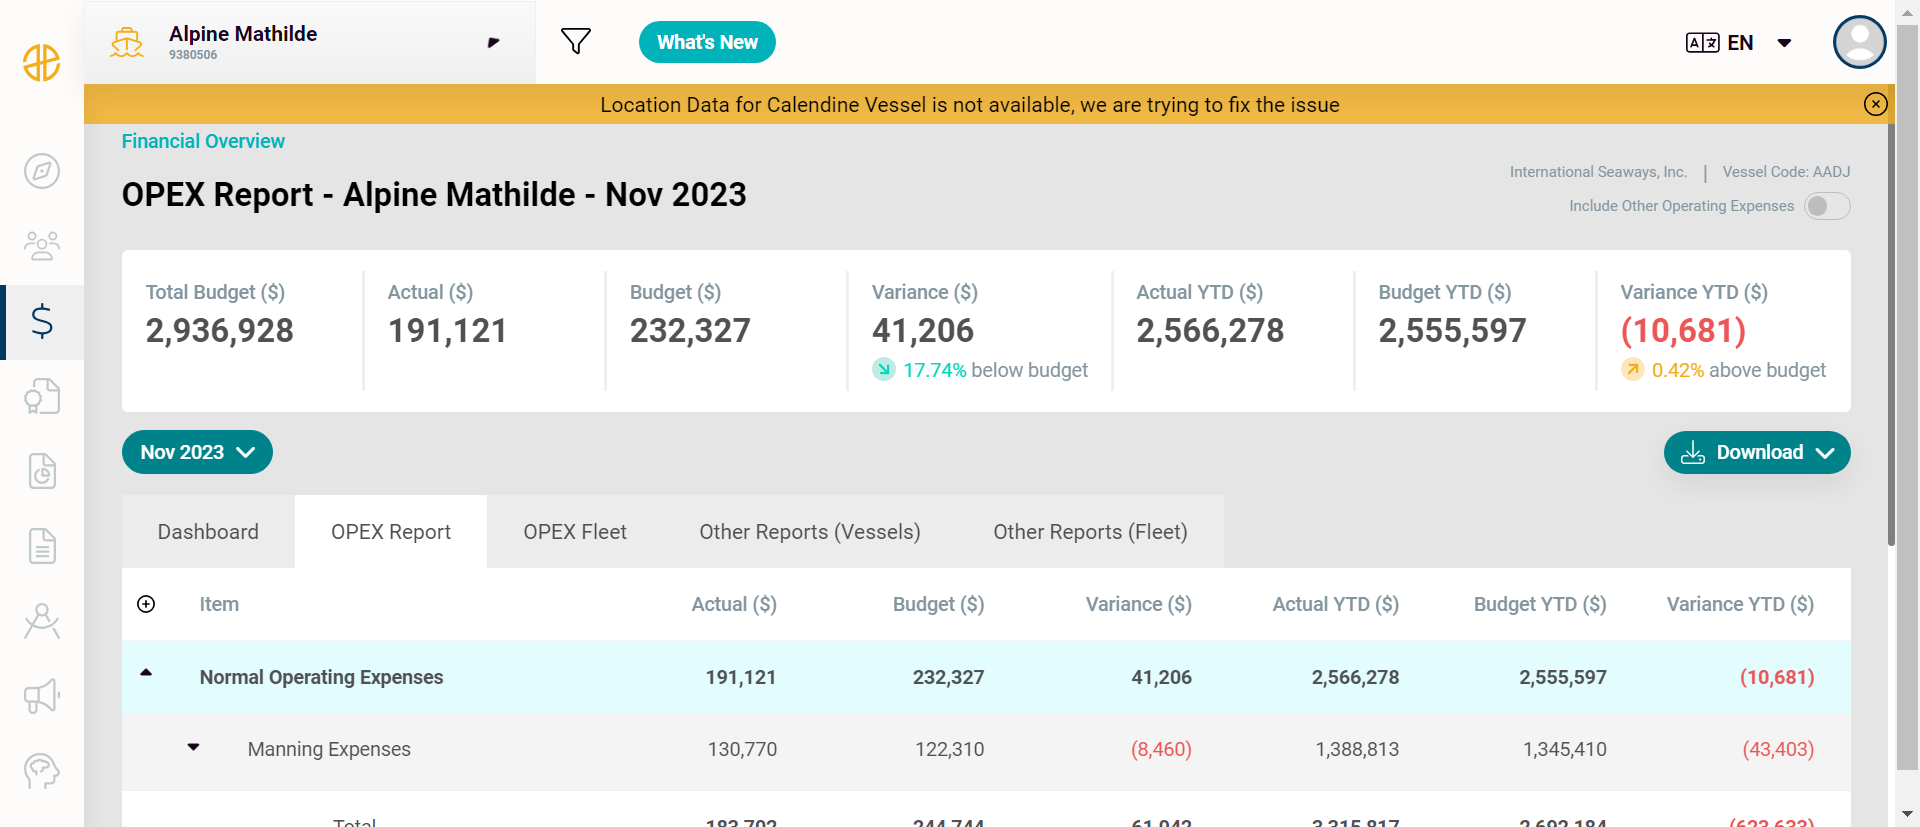 Alpine Mathilde
9380506
What's New
EN
Location Data for Calendine Vessel is not available, we are trying to fix the issue
Financial Overview
OPEX Report - Alpine Mathilde - Nov 2023
International Seaways, Inc. | Vessel Code: AADJ
Include Other Operating Expenses
Total Budget ($) Actual ($) Budget ($) Variance ($) Actual YTD ($) Budget YTD ($) Variance YTD ($)
2,936,928 191,121 232,327 41,206 2,566,278 2,555,597 (10,681)
17.74% below budget 0.42% above budget
Nov 2023 Download
Dashboard OPEX Report OPEX Fleet Other Reports (Vessels) Other Reports (Fleet)
Item Actual ($) Budget ($) Variance ($) Actual YTD ($) Budget YTD ($) Variance YTD ($)
Normal Operating Expenses 191,121 232,327 41,206 2,566,278 2,555,597 (10,681)
Manning Expenses 130,770 122,310 (8,460) 1,388,813 1,345,410 (43,403)
Total